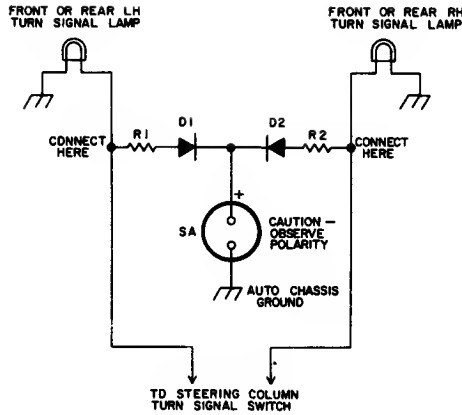 FRONT OR REAR LH
TURN SIGNAL LAMP
FRONT OR REAR RH
TURN SIGNAL LAMP
CONNECT
HERE
R1
D1
D2
R2
CONNECT
HERE
+
SA
CAUTION —
OBSERVE
POLARITY
AUTO CHASSIS
GROUND
TD STEERING COLUMN
TURN SIGNAL SWITCH